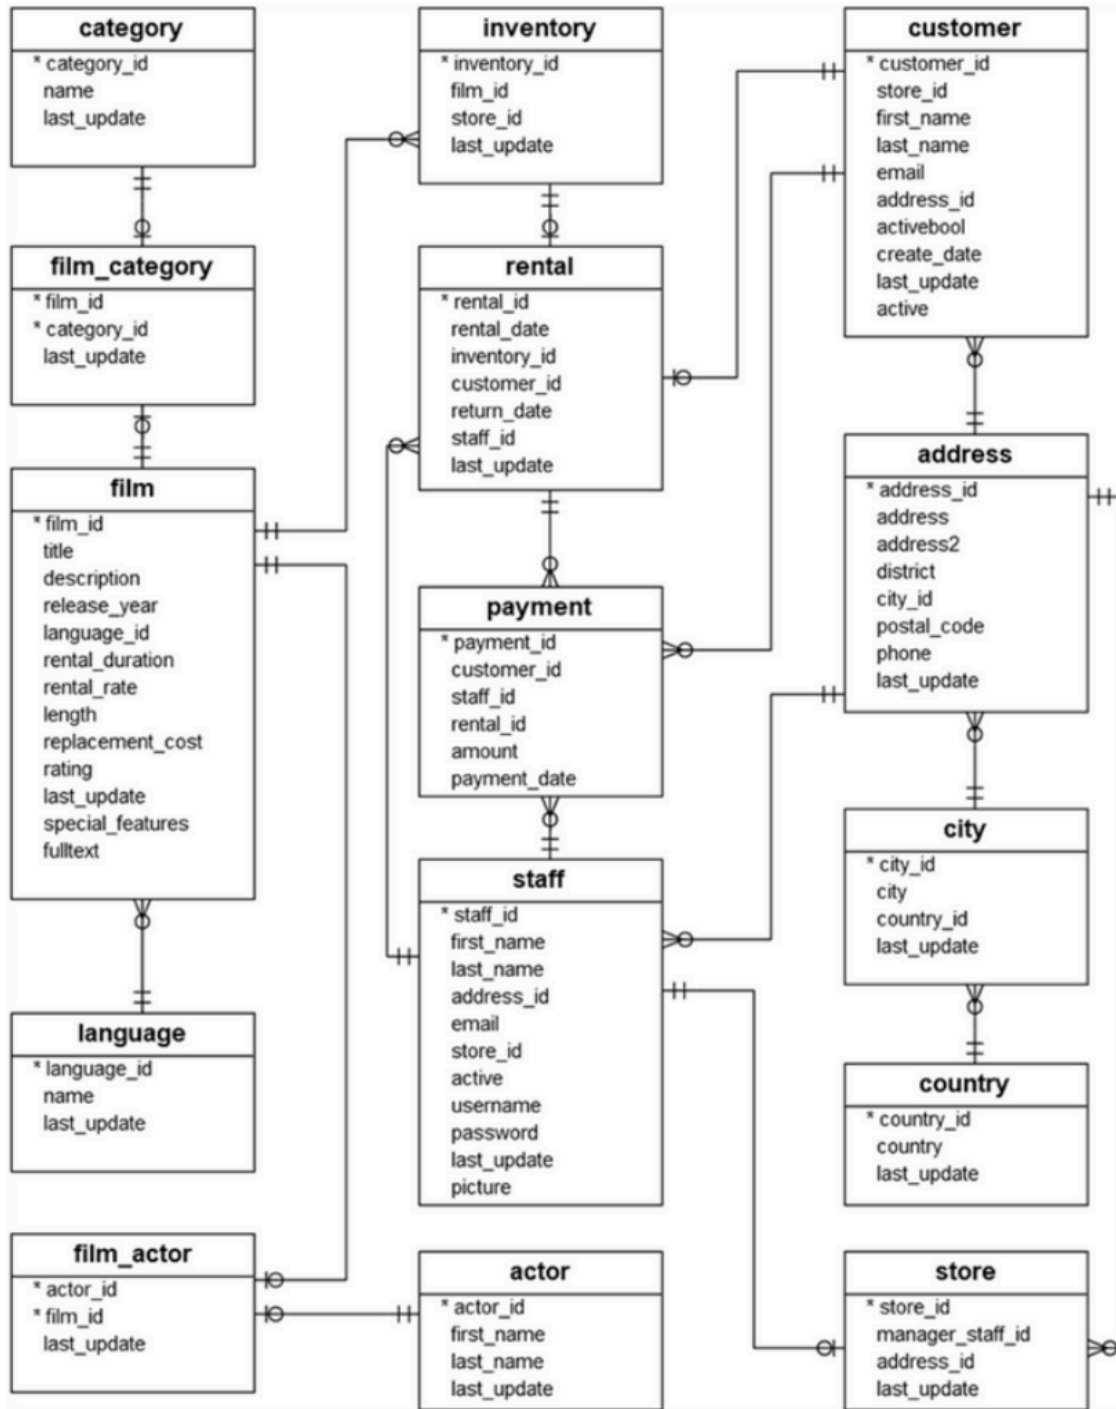 category
* category_id
name
last_update
film_category
* film_id
* category_id
last_update
film
* film_id
title
description
release_year
language_id
rental_duration
rental_rate
length
replacement_cost
rating
last_update
special_features
fulltext
language
* language_id
name
last_update
film_actor
* actor_id
* film_id
last_update
inventory
* inventory_id
film_id
store_id
last_update
rental
* rental_id
rental_date
inventory_id
customer_id
return_date
staff_id
last_update
payment
* payment_id
customer_id
staff_id
rental_id
amount
payment_date
staff
* staff_id
first_name
last_name
address_id
email
store_id
active
username
password
last_update
picture
actor
* actor_id
first_name
last_name
last_update
customer
* customer_id
store_id
first_name
last_name
email
address_id
activebool
create_date
last_update
active
address
* address_id
address
address2
district
city_id
postal_code
phone
last_update
city
* city_id
city
country_id
last_update
country
* country_id
country
last_update
store
* store_id
manager_staff_id
address_id
last_update